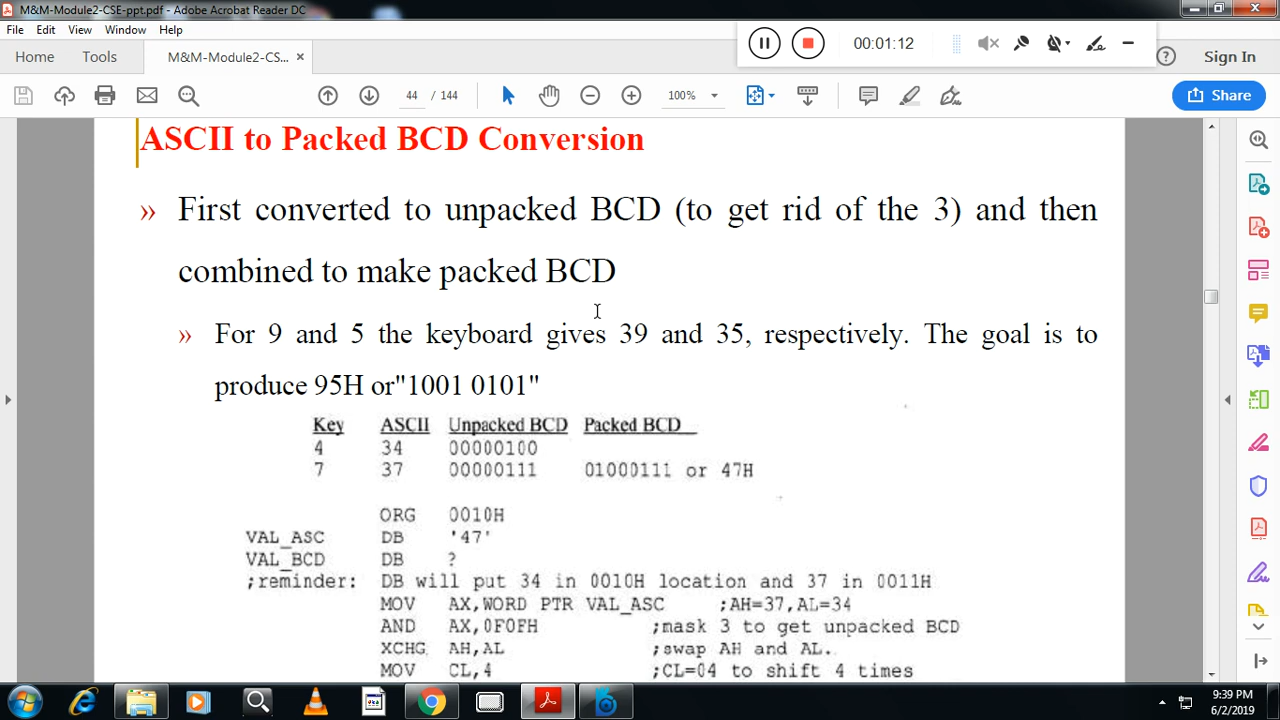 M&M-Module2-CSE-ppt.pdf - Adobe Acrobat Reader DC
File Edit View Window Help
Home Tools M&M-Module2-CS... × 00:01:12 Sign In
44 / 144 100% Share
ASCII to Packed BCD Conversion
» First converted to unpacked BCD (to get rid of the 3) and then
combined to make packed BCD
» For 9 and 5 the keyboard gives 39 and 35, respectively. The goal is to
produce 95H or"1001 0101"
Key ASCII Unpacked BCD Packed BCD
4 34 00000100
7 37 00000111 01000111 or 47H
ORG 0010H
VAL_ASC DB '47'
VAL_BCD DB ?
;reminder: DB will put 34 in 0010H location and 37 in 0011H
MOV AX,WORD PTR VAL_ASC ;AH=37,AL=34
AND AX,0F0FH ;mask 3 to get unpacked BCD
XCHG AH,AL ;swap AH and AL.
MOV CL,4 ;CL=04 to shift 4 times
9:39 PM
6/2/2019